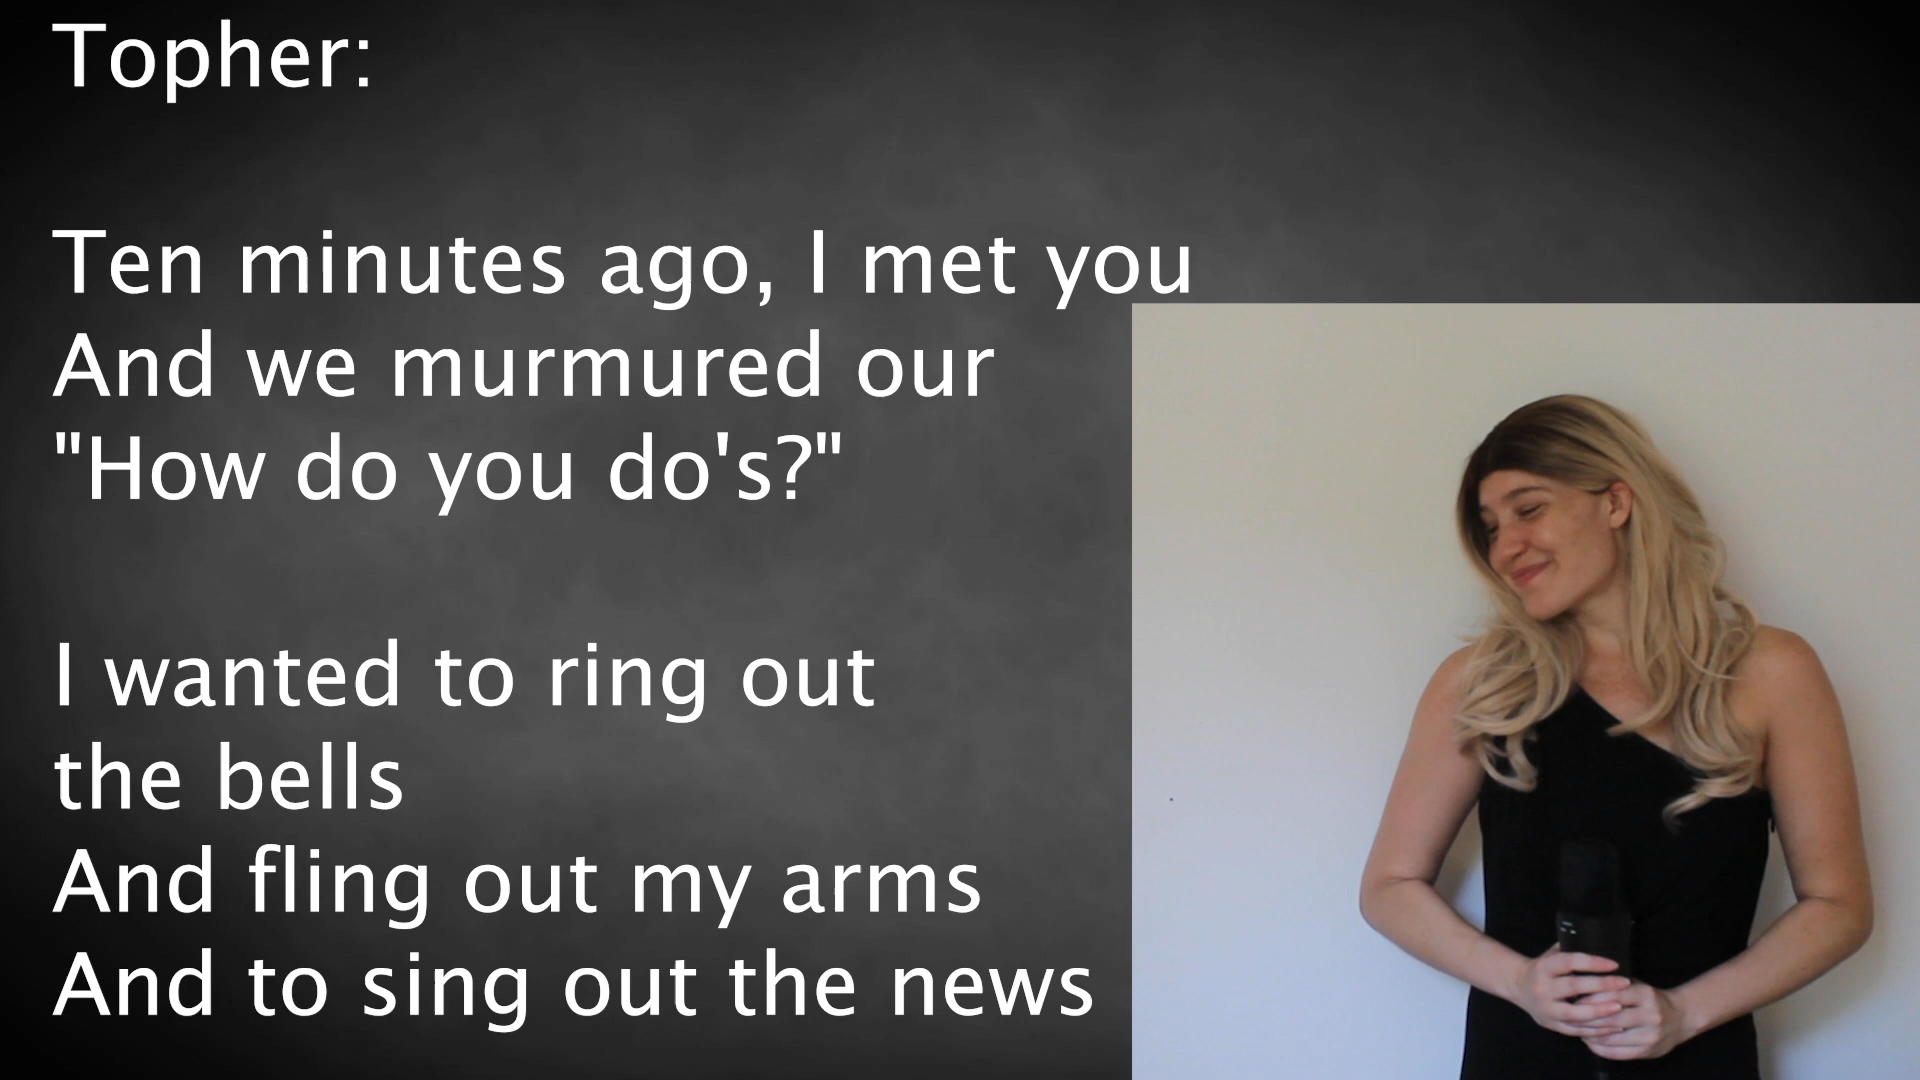 Topher:
Ten minutes ago, I met you
And we murmured our
"How do you do's?"
I wanted to ring out
the bells
And fling out my arms
And to sing out the news